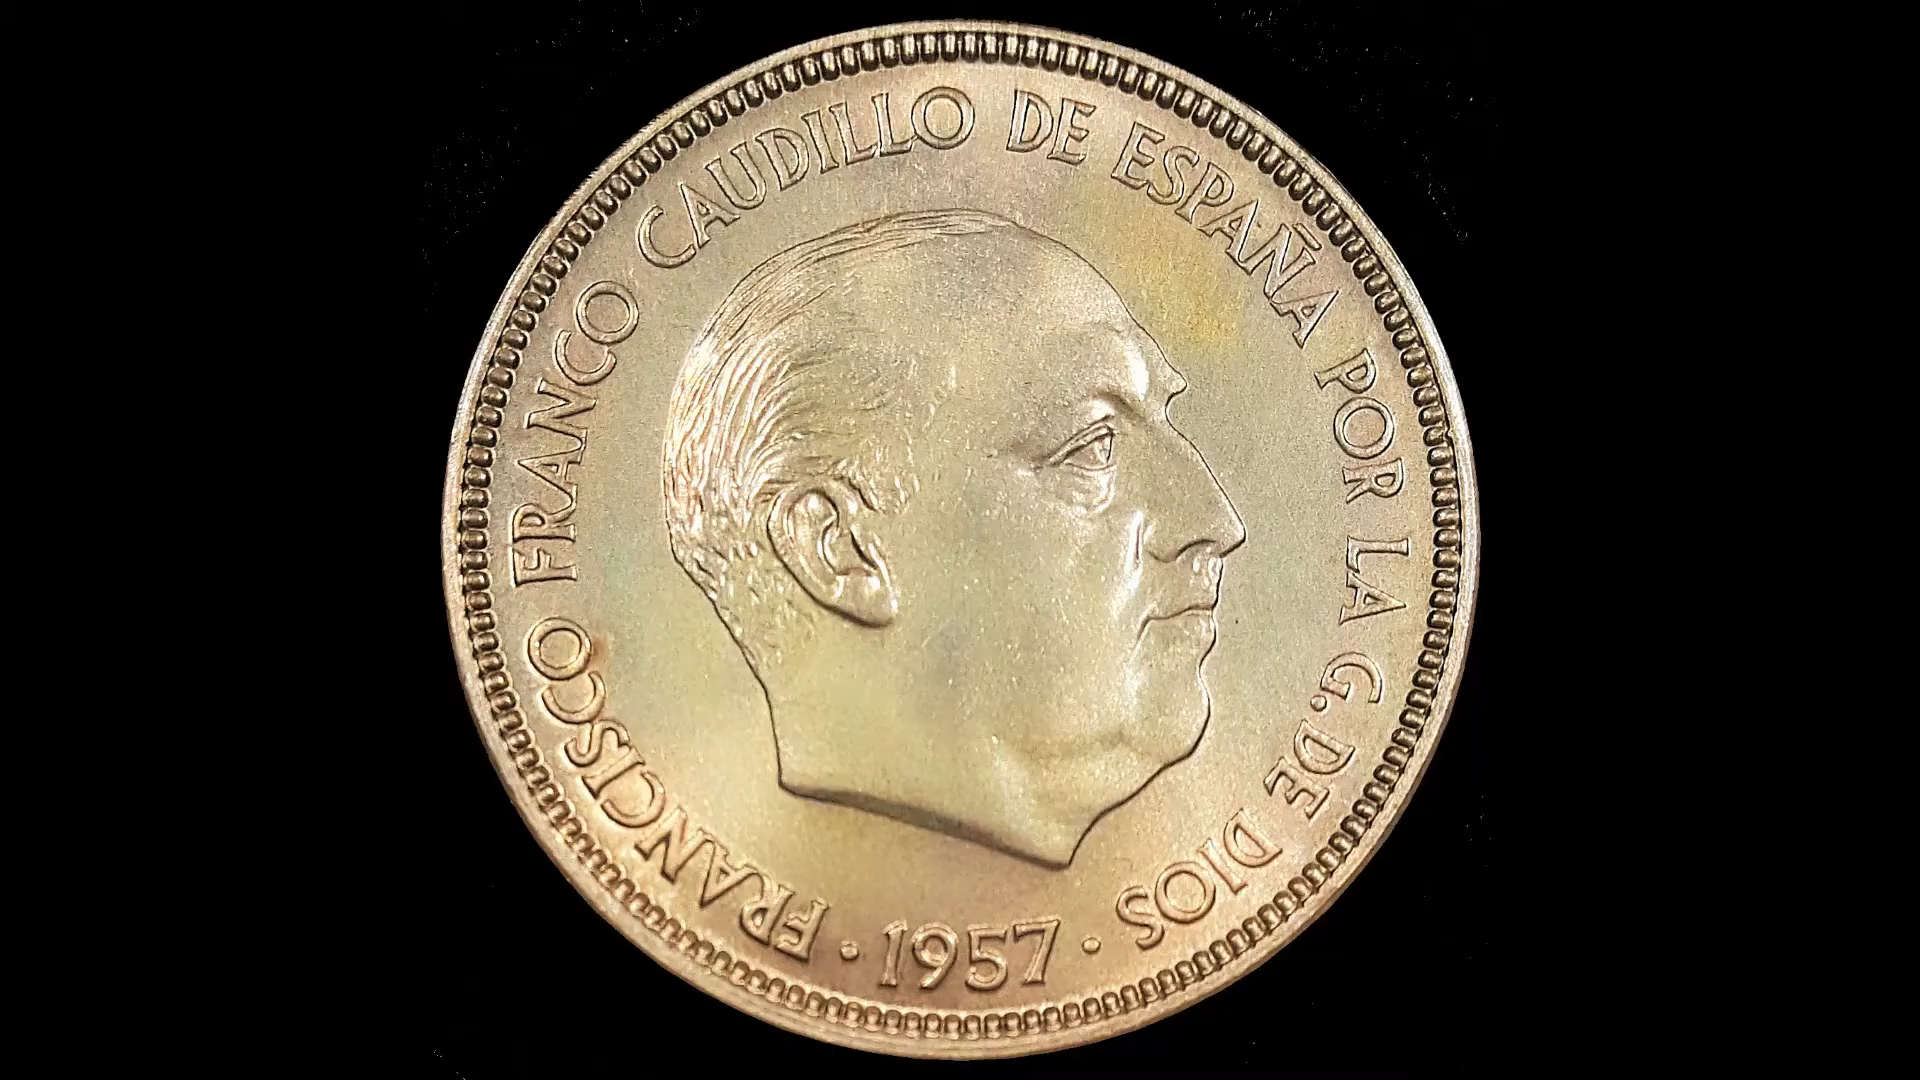 FRANCISCO FRANCO CAUDILLO DE ESPAÑA POR LA G. DE DIOS
· 1957 ·